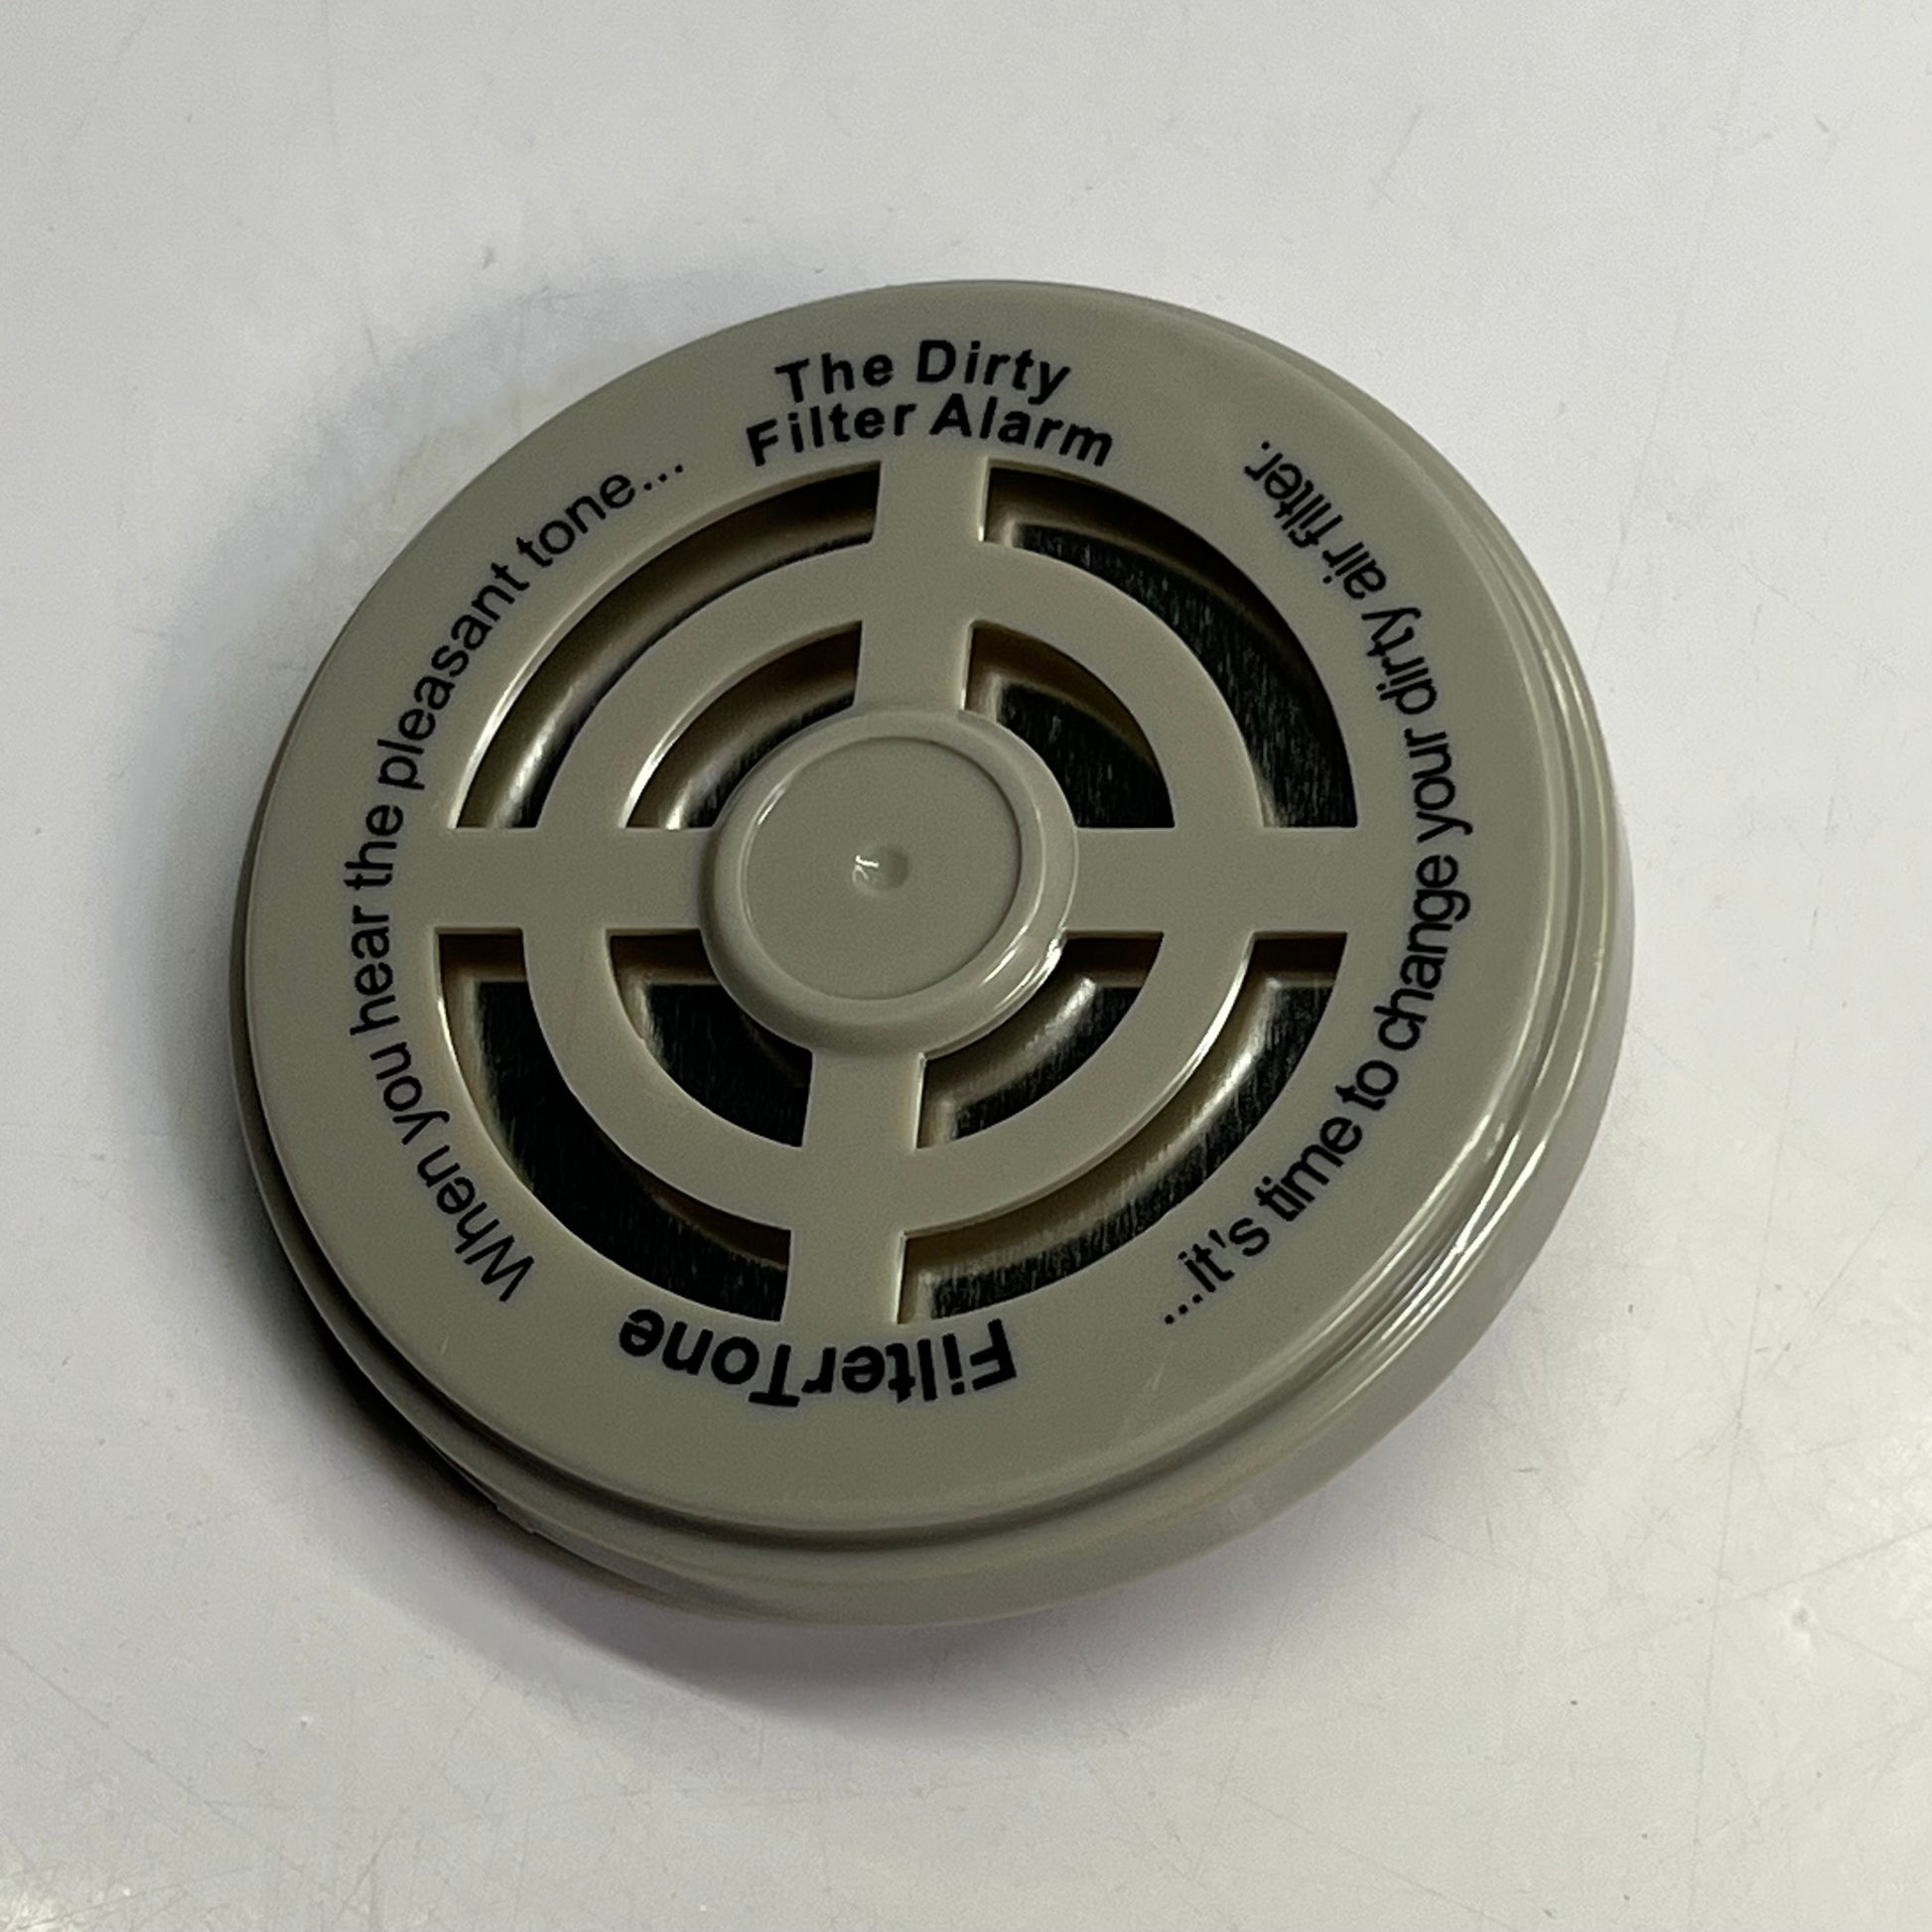 The Dirty
Filter Alarm
When you hear the pleasant tone...
...it's time to change your dirty air filter.
FilterTone